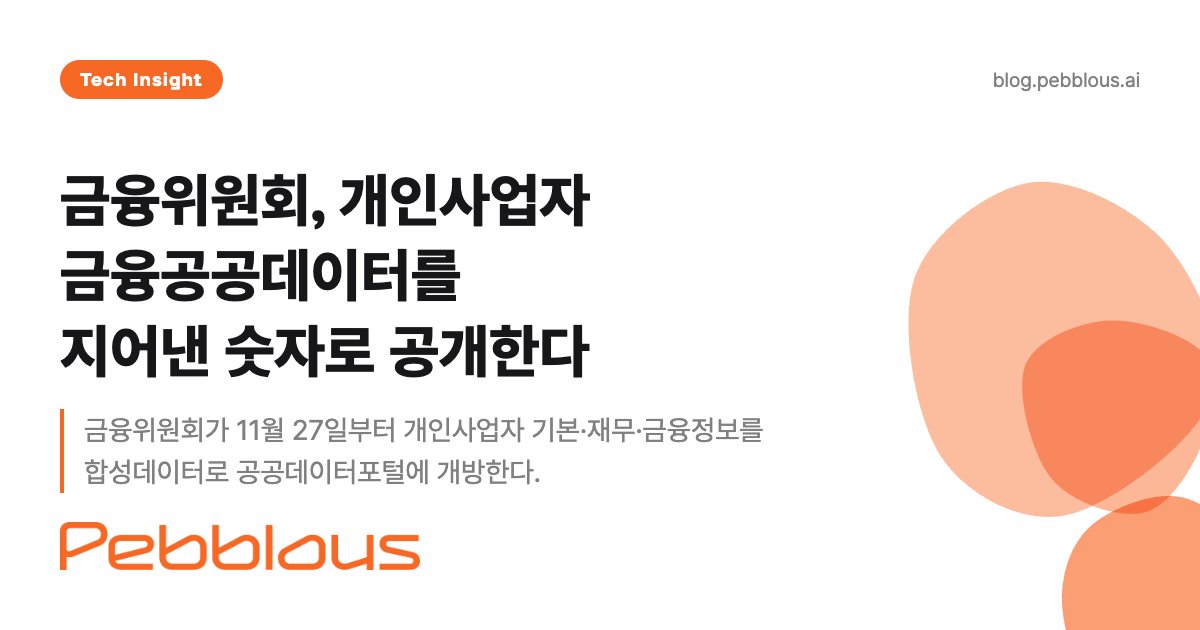 Tech Insight
blog.pebblous.ai
금융위원회, 개인사업자
금융공공데이터를
지어낸 숫자로 공개한다
금융위원회가 11월 27일부터 개인사업자 기본·재무·금융정보를
합성데이터로 공공데이터포털에 개방한다.
Pebblous